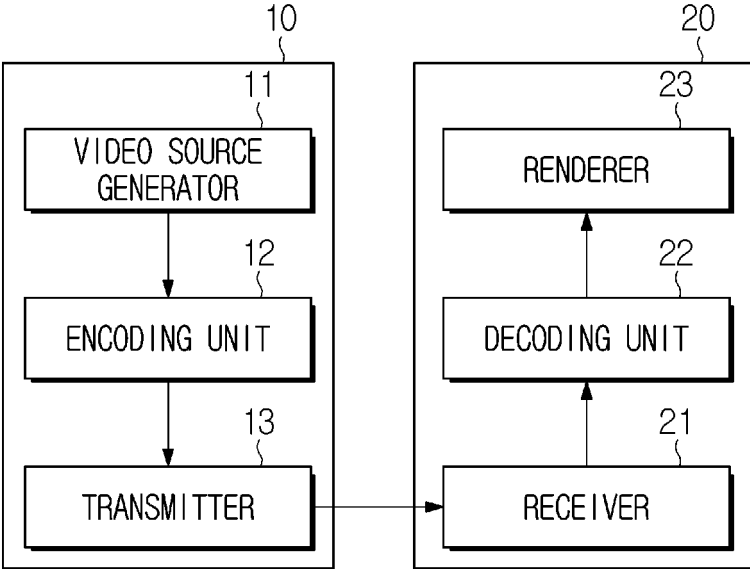 10
20
11
VIDEO SOURCE
GENERATOR
12
ENCODING UNIT
13
TRANSMITTER
23
RENDERER
22
DECODING UNIT
21
RECEIVER